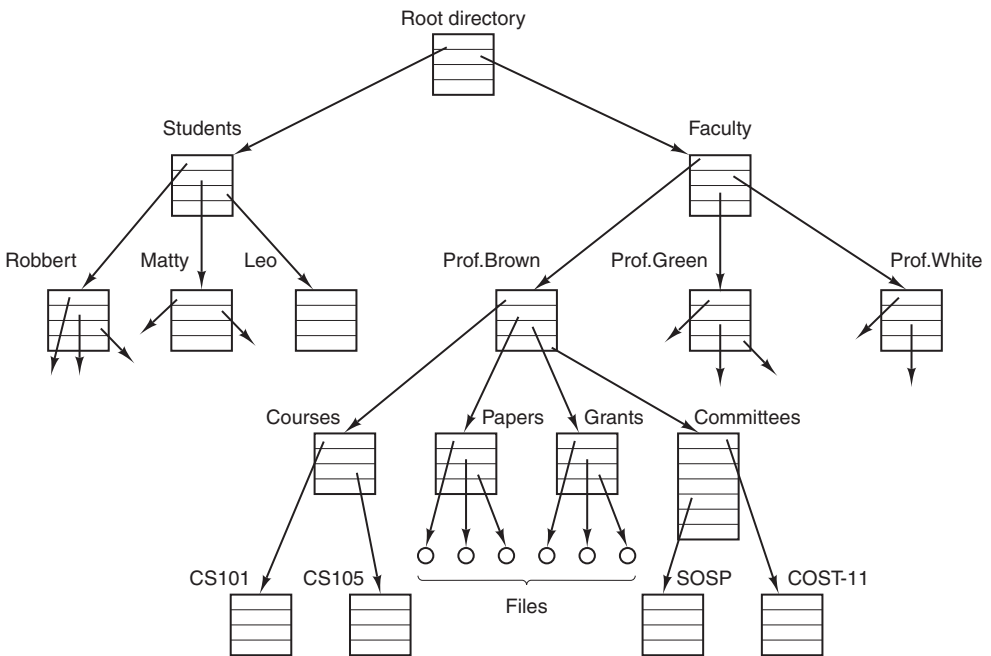 Root directory
Students
Faculty
Robbert
Matty
Leo
Prof.Brown
Prof.Green
Prof.White
Courses
Papers
Grants
Committees
CS101
CS105
SOSP
COST-11
Files